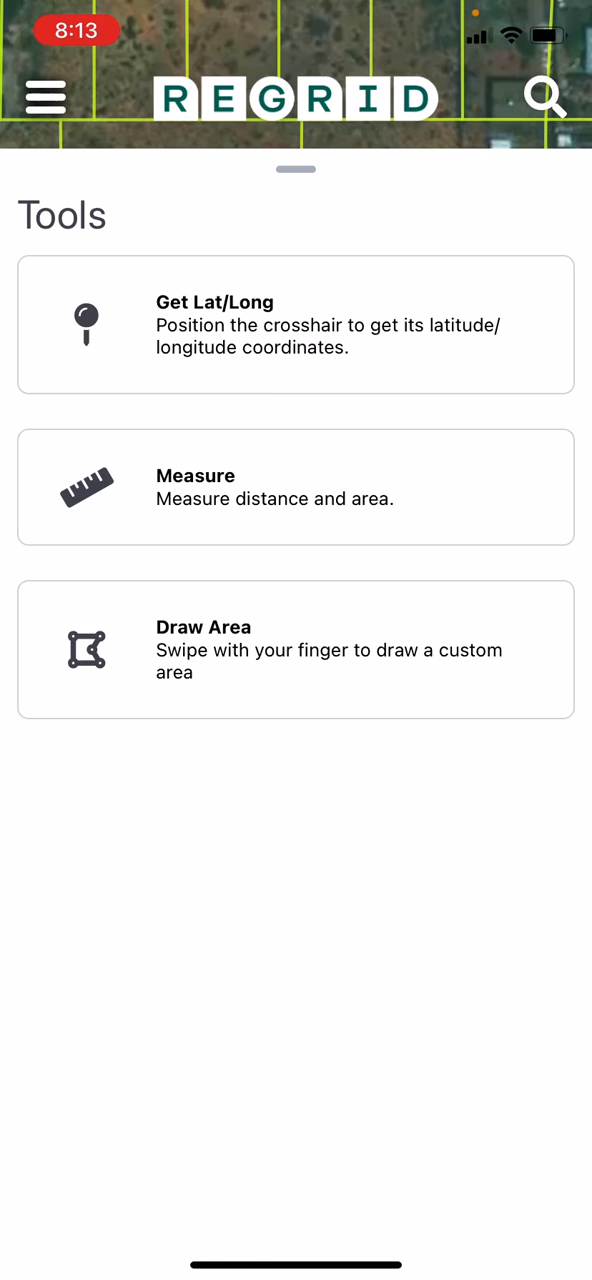 8:13
REGRID
Tools
Get Lat/Long
Position the crosshair to get its latitude/
longitude coordinates.
Measure
Measure distance and area.
Draw Area
Swipe with your finger to draw a custom
area